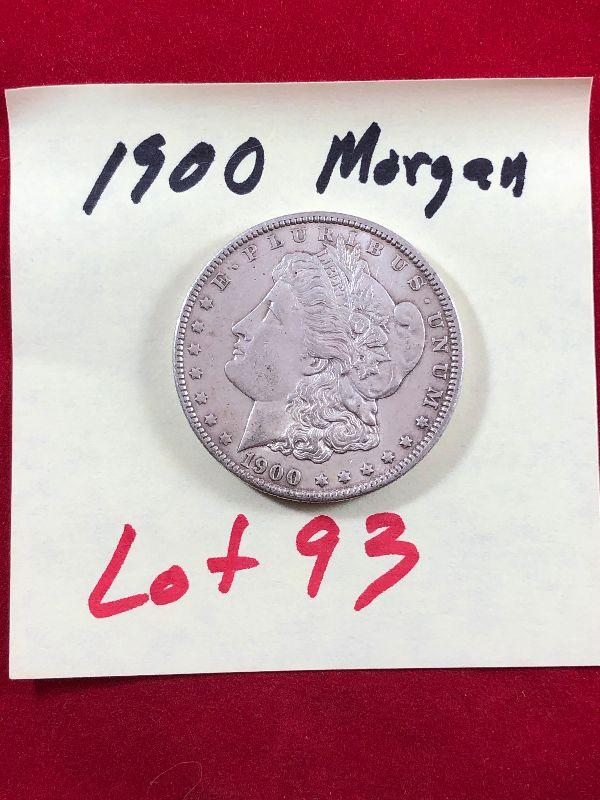 1900 Morgan
E·PLURIBUS·UNUM
LIBERTY
1900
Lot 93